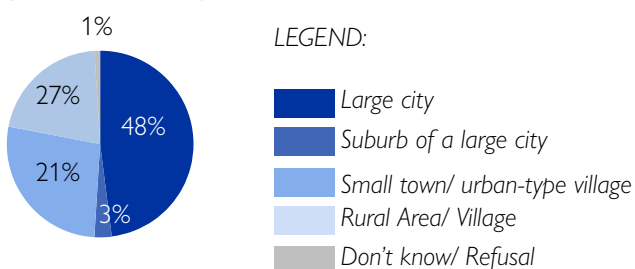 1%
LEGEND:
27%
48%
Large city
Suburb of a large city
21%
Small town/ urban-type village
3%
Rural Area/ Village
Don't know/ Refusal